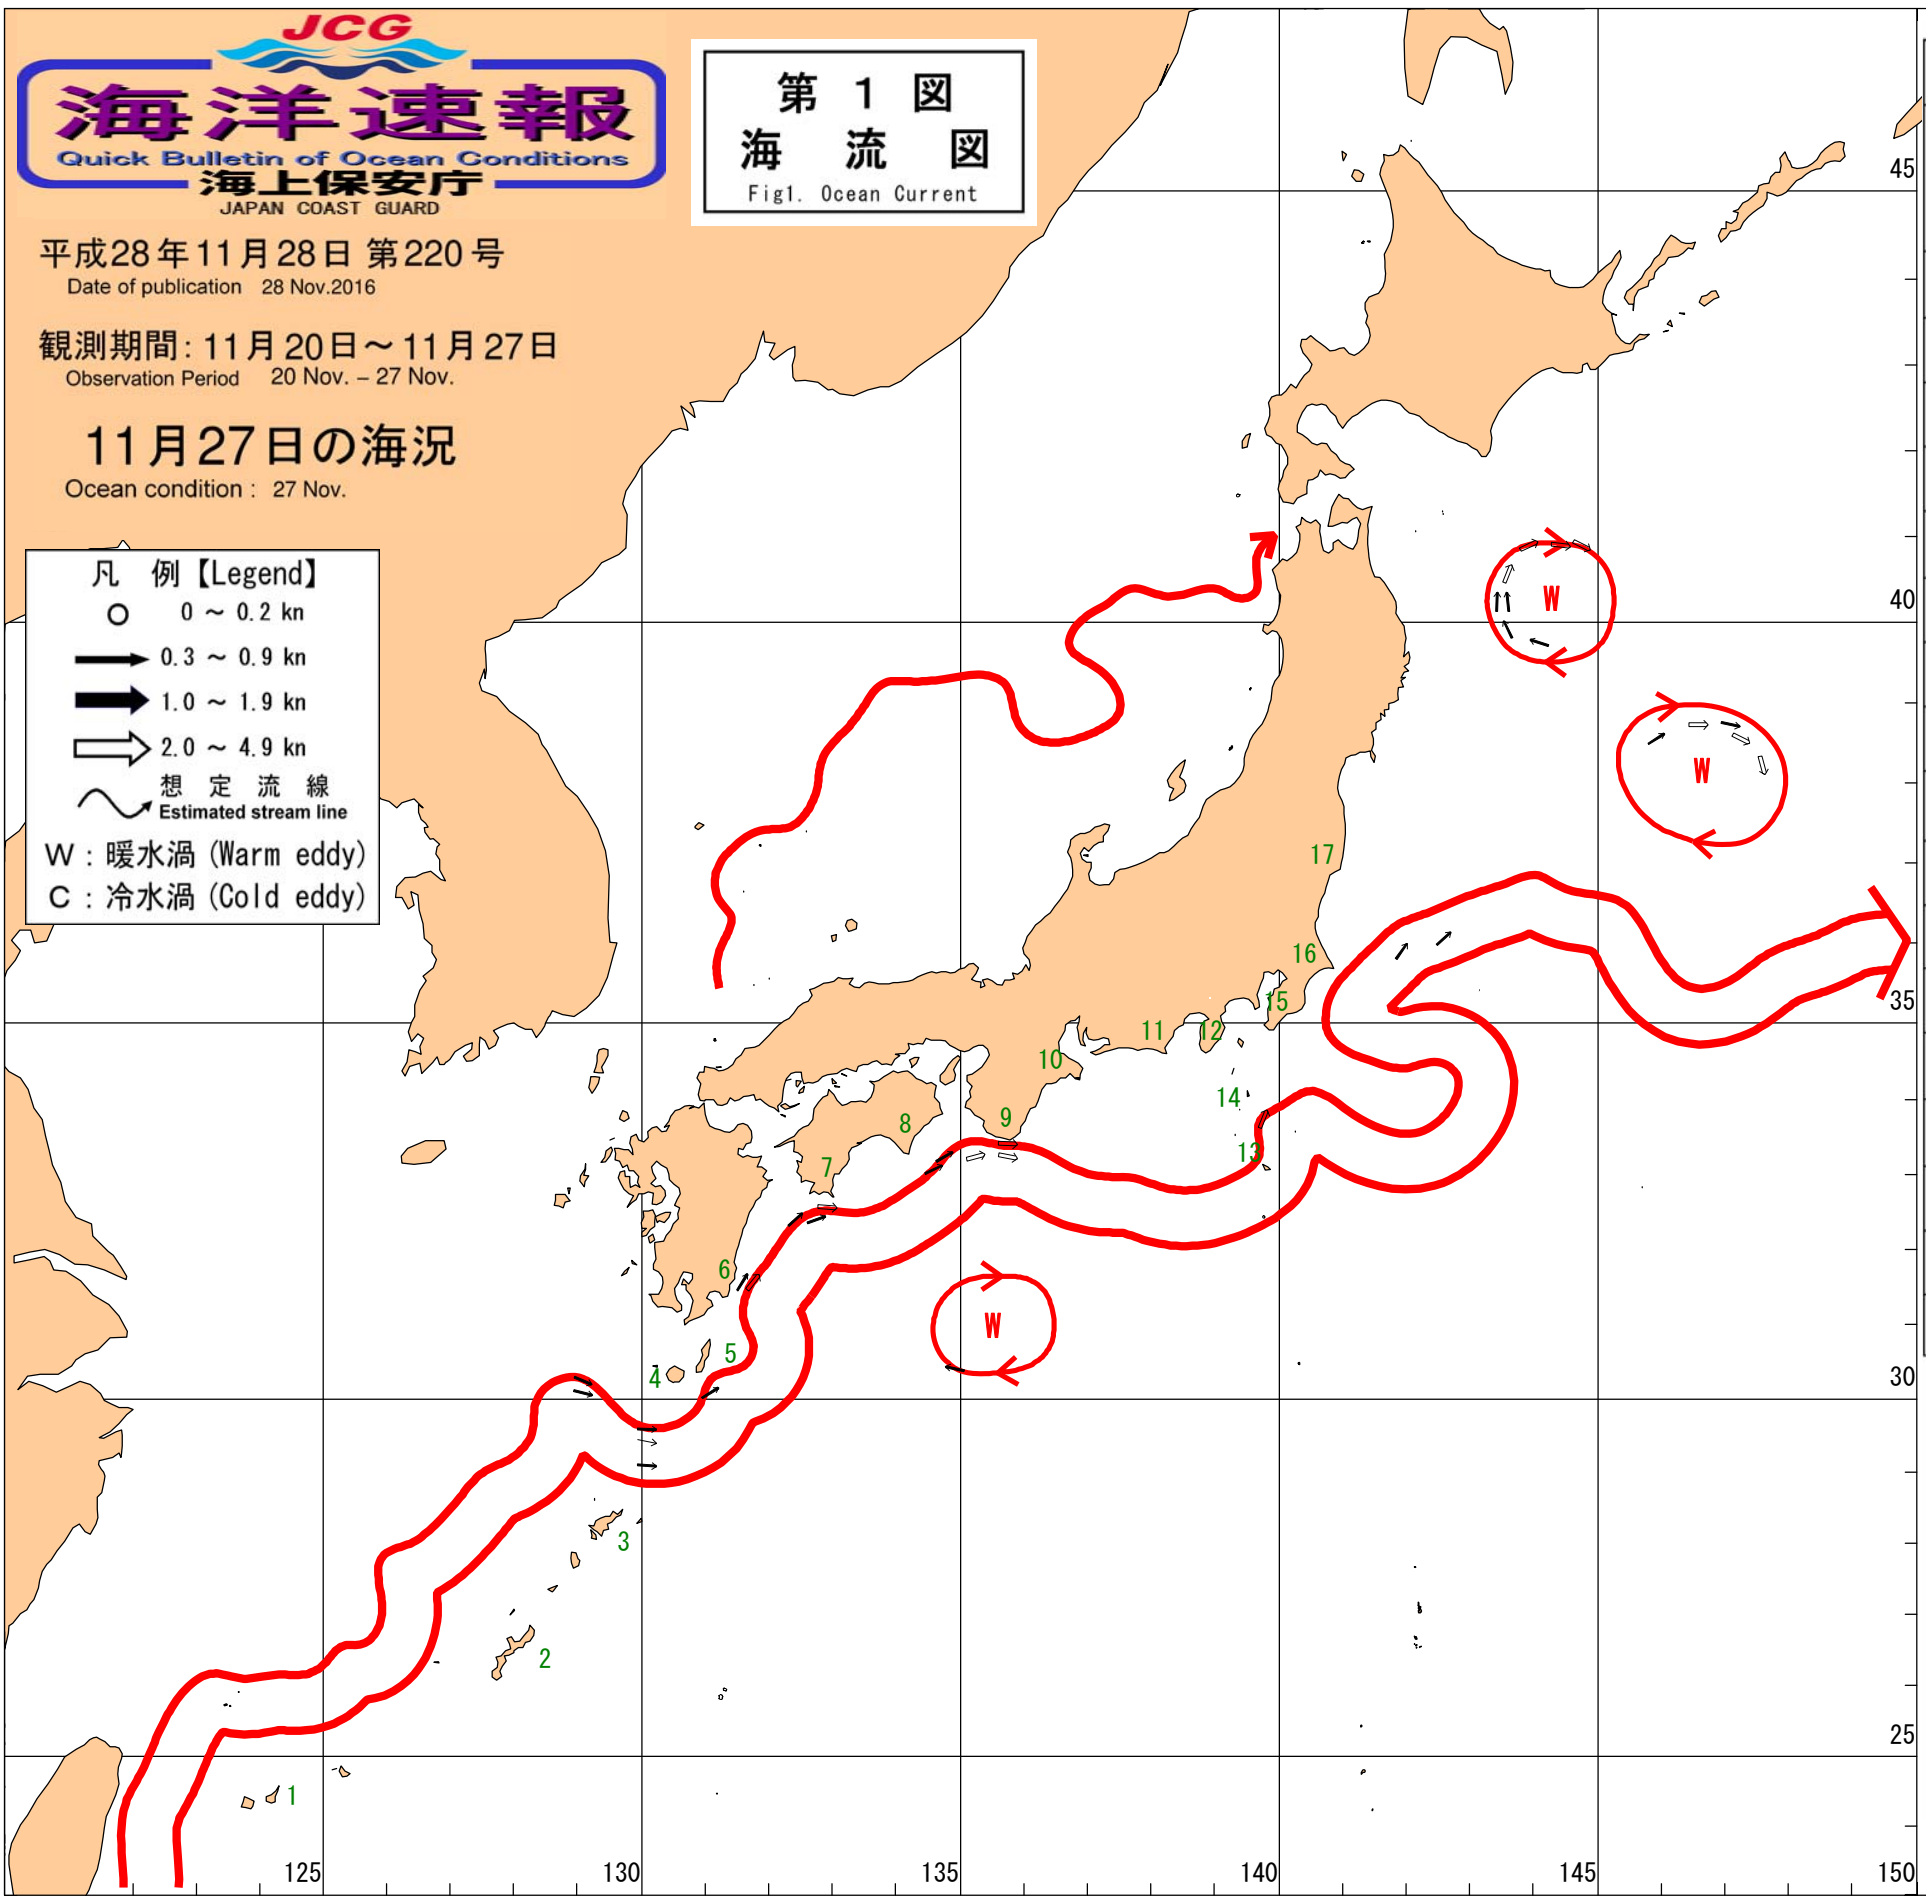 JCG
海洋速報
Quick Bulletin of Ocean Conditions
海上保安庁
JAPAN COAST GUARD
第 1 図
海 流 図
Fig1. Ocean Current
平成28年11月28日 第220号
Date of publication 28 Nov.2016
観測期間: 11月20日～11月27日
Observation Period 20 Nov. – 27 Nov.
11月27日の海況
Ocean condition : 27 Nov.
凡 例【Legend】
0 ～ 0.2 kn
0.3 ～ 0.9 kn
1.0 ～ 1.9 kn
2.0 ～ 4.9 kn
想 定 流 線
Estimated stream line
W : 暖水渦 (Warm eddy)
C : 冷水渦 (Cold eddy)
45
40
35
30
25
W
W
W
17
16
15
14
13
12
11
10
9
8
7
6
5
4
3
2
1
125
130
135
140
145
150